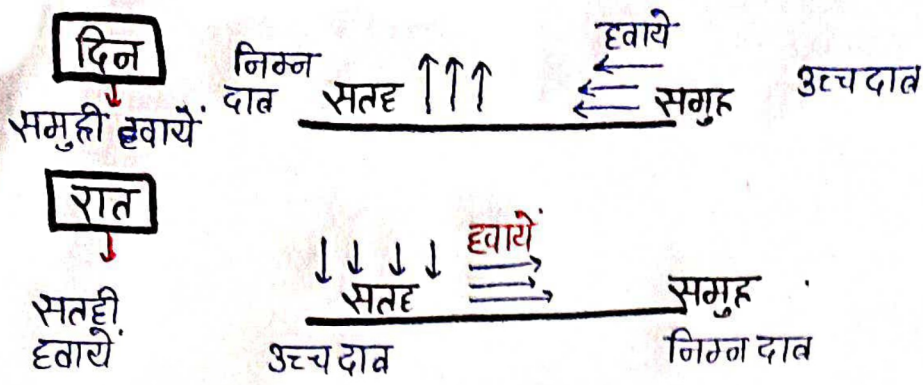 दिन
निम्न
दाब
सतह
हवायें
समुद्र
उच्च दाब
समुद्री हवायें
रात
हवायें
सतह
समुद्र
सतही
हवायें
उच्च दाब
निम्न दाब